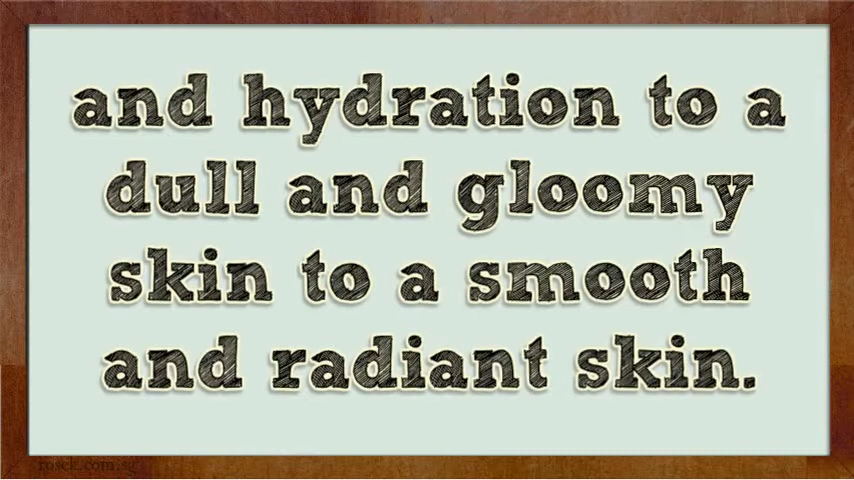 and hydration to a
dull and gloomy
skin to a smooth
and radiant skin.